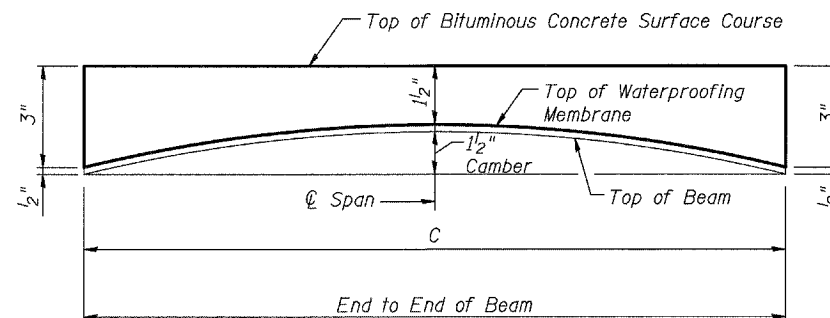 Top of Bituminous Concrete Surface Course
3"
1½"
Top of Waterproofing
Membrane
3"
1½"
Camber
½"
℄ Span
Top of Beam
½"
C
End to End of Beam